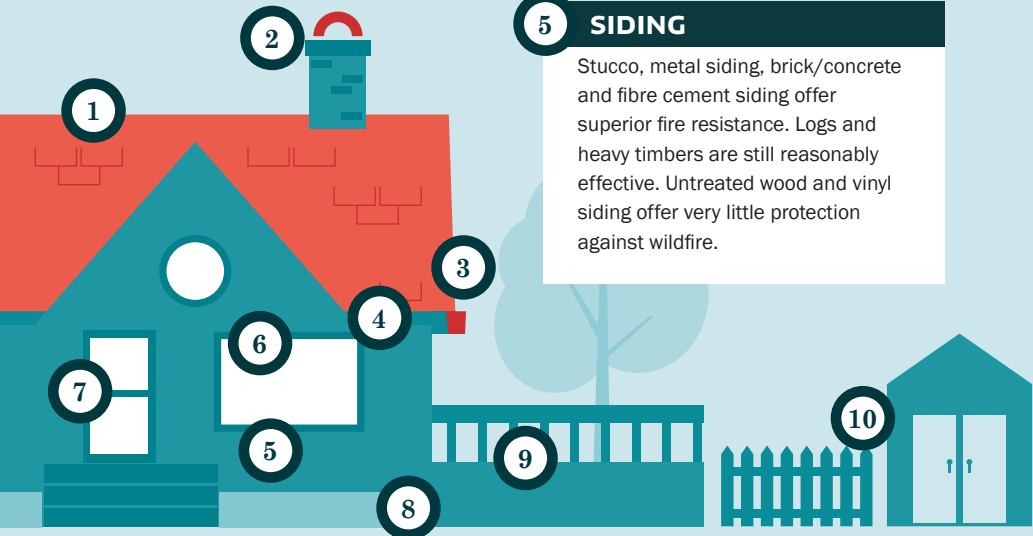 2
5 SIDING
Stucco, metal siding, brick/concrete
and fibre cement siding offer
superior fire resistance. Logs and
heavy timbers are still reasonably
effective. Untreated wood and vinyl
siding offer very little protection
against wildfire.
1
3
4
6
7
10
5
9
8